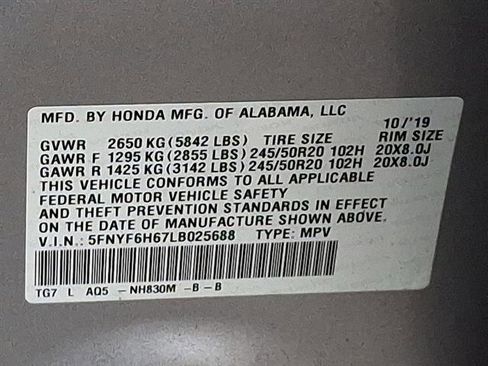 MFD. BY HONDA MFG. OF ALABAMA, LLC 10/'19
GVWR 2650 KG (5842 LBS) TIRE SIZE RIM SIZE
GAWR F 1295 KG (2855 LBS) 245/50R20 102H 20X8.0J
GAWR R 1425 KG (3142 LBS) 245/50R20 102H 20X8.0J
THIS VEHICLE CONFORMS TO ALL APPLICABLE
FEDERAL MOTOR VEHICLE SAFETY
AND THEFT PREVENTION STANDARDS IN EFFECT
ON THE DATE OF MANUFACTURE SHOWN ABOVE.
V.I.N.: 5FNYF6H67LB025688 TYPE: MPV
TG7 L AQ5 -NH830M -B -B